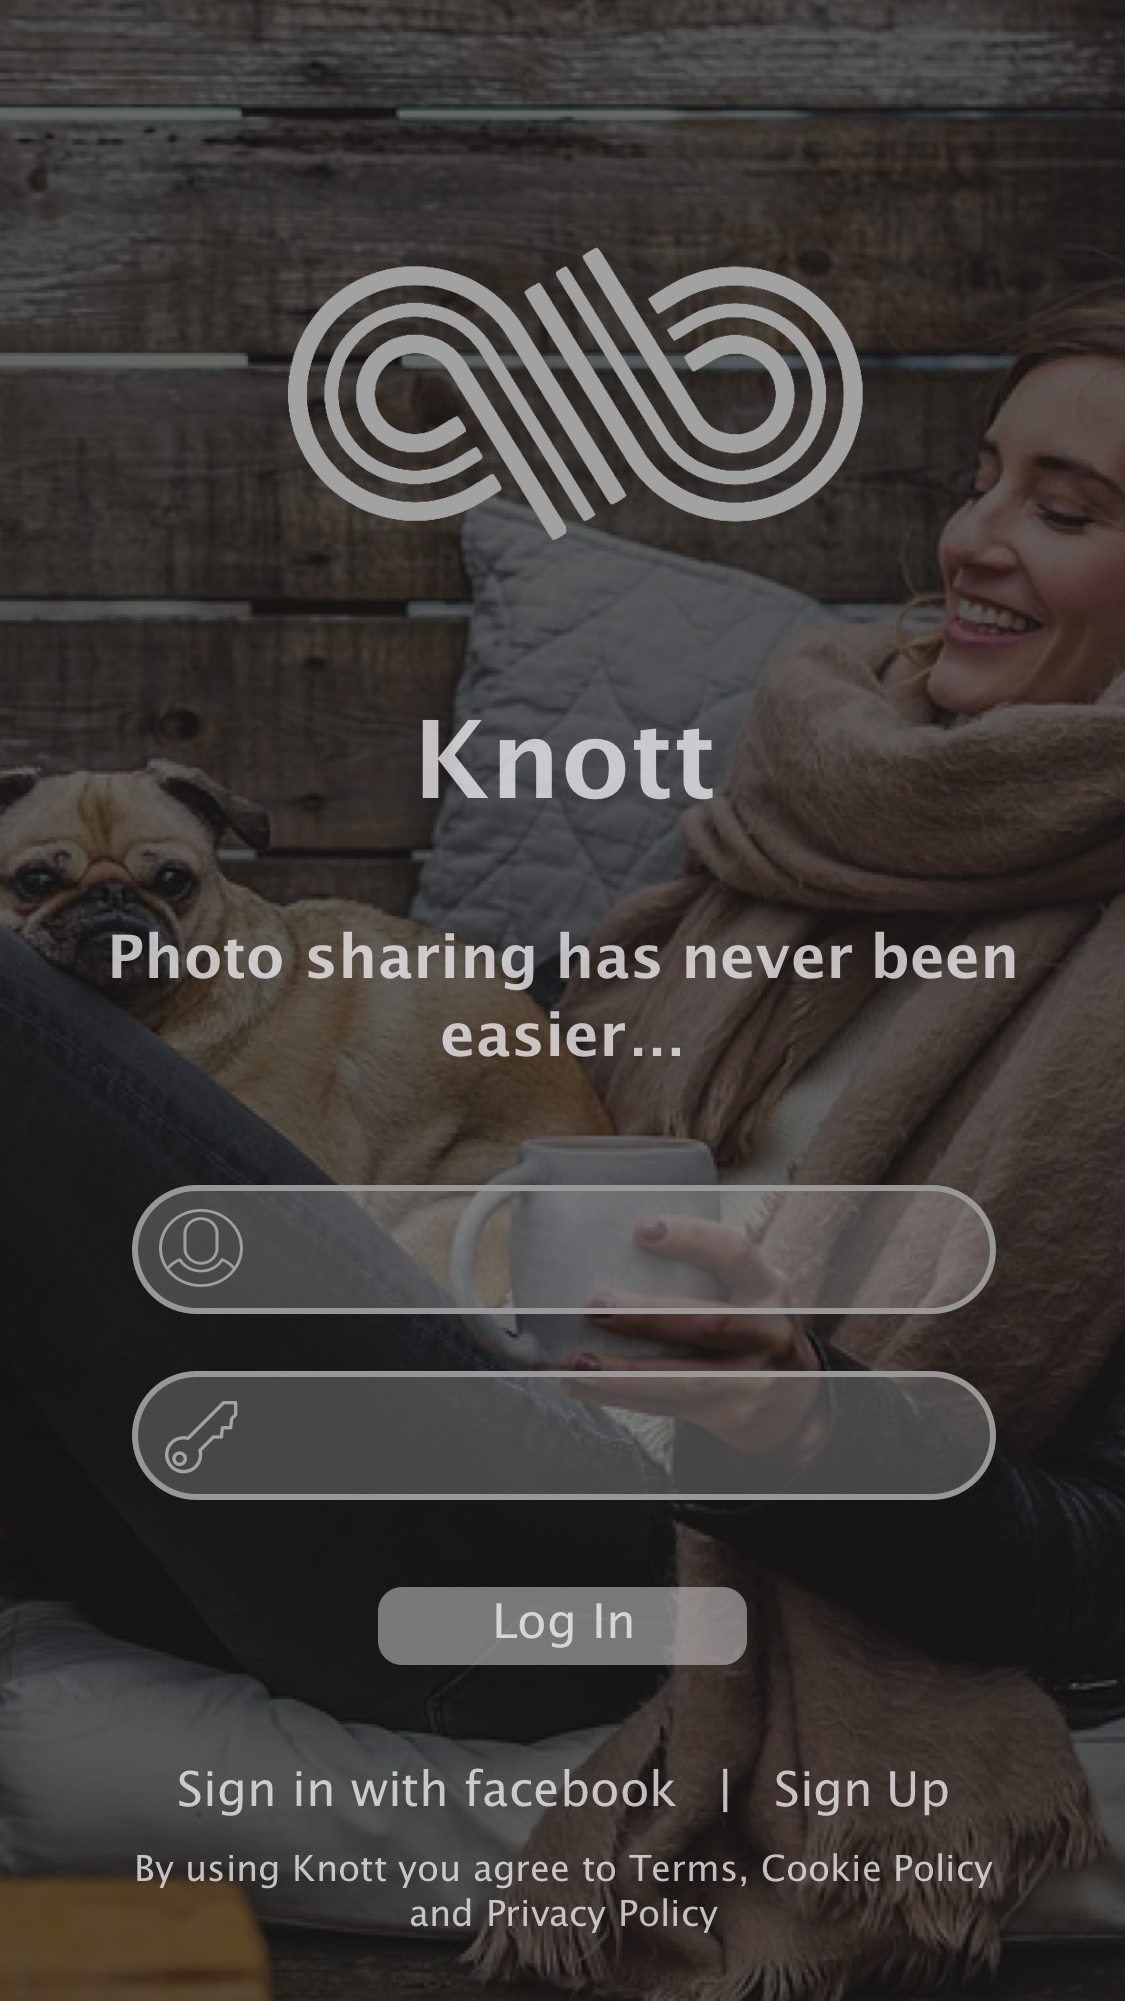 Knott
Photo sharing has never been
easier...
Log In
Sign in with facebook | Sign Up
By using Knott you agree to Terms, Cookie Policy
and Privacy Policy